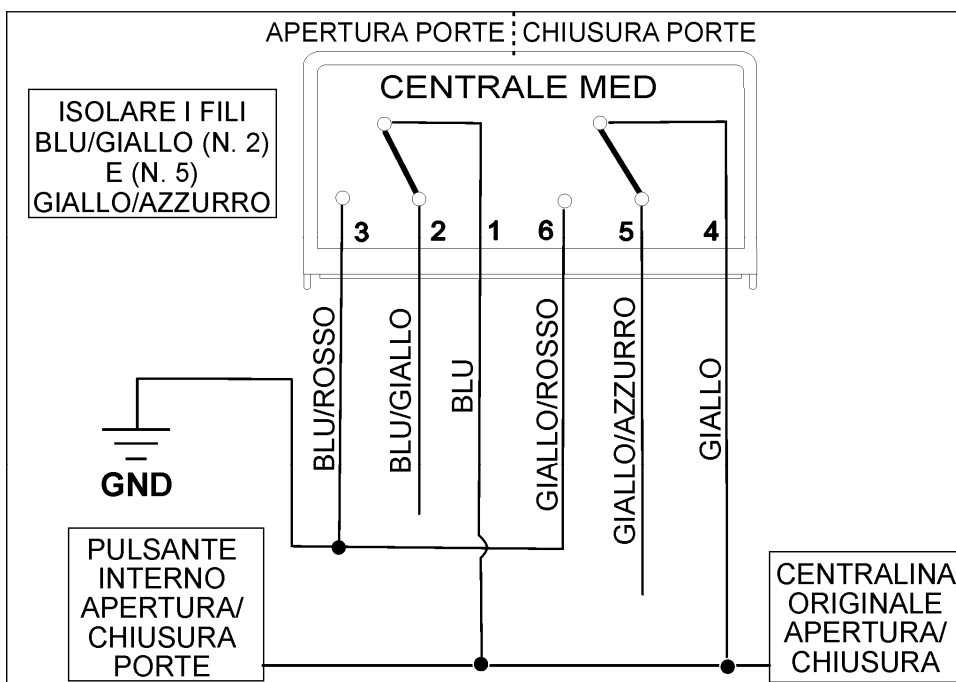 APERTURA PORTE CHIUSURA PORTE
CENTRALE MED
ISOLARE I FILI
BLU/GIALLO (N. 2)
E (N. 5)
GIALLO/AZZURRO
3 2 1 6 5 4
BLU/ROSSO
BLU/GIALLO
BLU
GIALLO/ROSSO
GIALLO/AZZURRO
GIALLO
GND
PULSANTE
INTERNO
APERTURA/
CHIUSURA
PORTE
CENTRALINA
ORIGINALE
APERTURA/
CHIUSURA